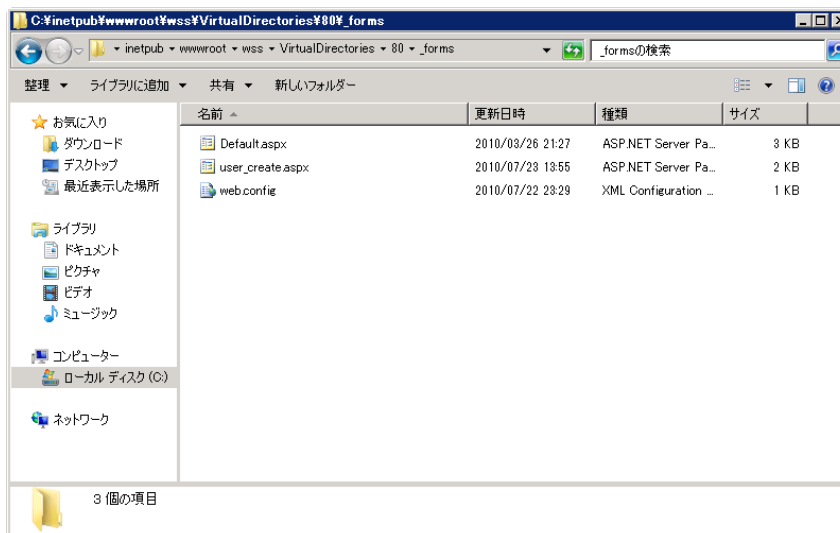 C:¥inetpub¥wwwroot¥wss¥VirtualDirectories¥80¥_forms
inetpub wwwroot wss VirtualDirectories 80 _forms
_formsの検索
整理 ライブラリに追加 共有 新しいフォルダー
お気に入り
ダウンロード
デスクトップ
最近表示した場所
ライブラリ
ドキュメント
ピクチャ
ビデオ
ミュージック
コンピューター
ローカル ディスク (C:)
ネットワーク
名前 更新日時 種類 サイズ
Default.aspx 2010/03/26 21:27 ASP.NET Server Pa... 3 KB
user_create.aspx 2010/07/23 13:55 ASP.NET Server Pa... 2 KB
web.config 2010/07/22 23:29 XML Configuration ... 1 KB
3 個の項目